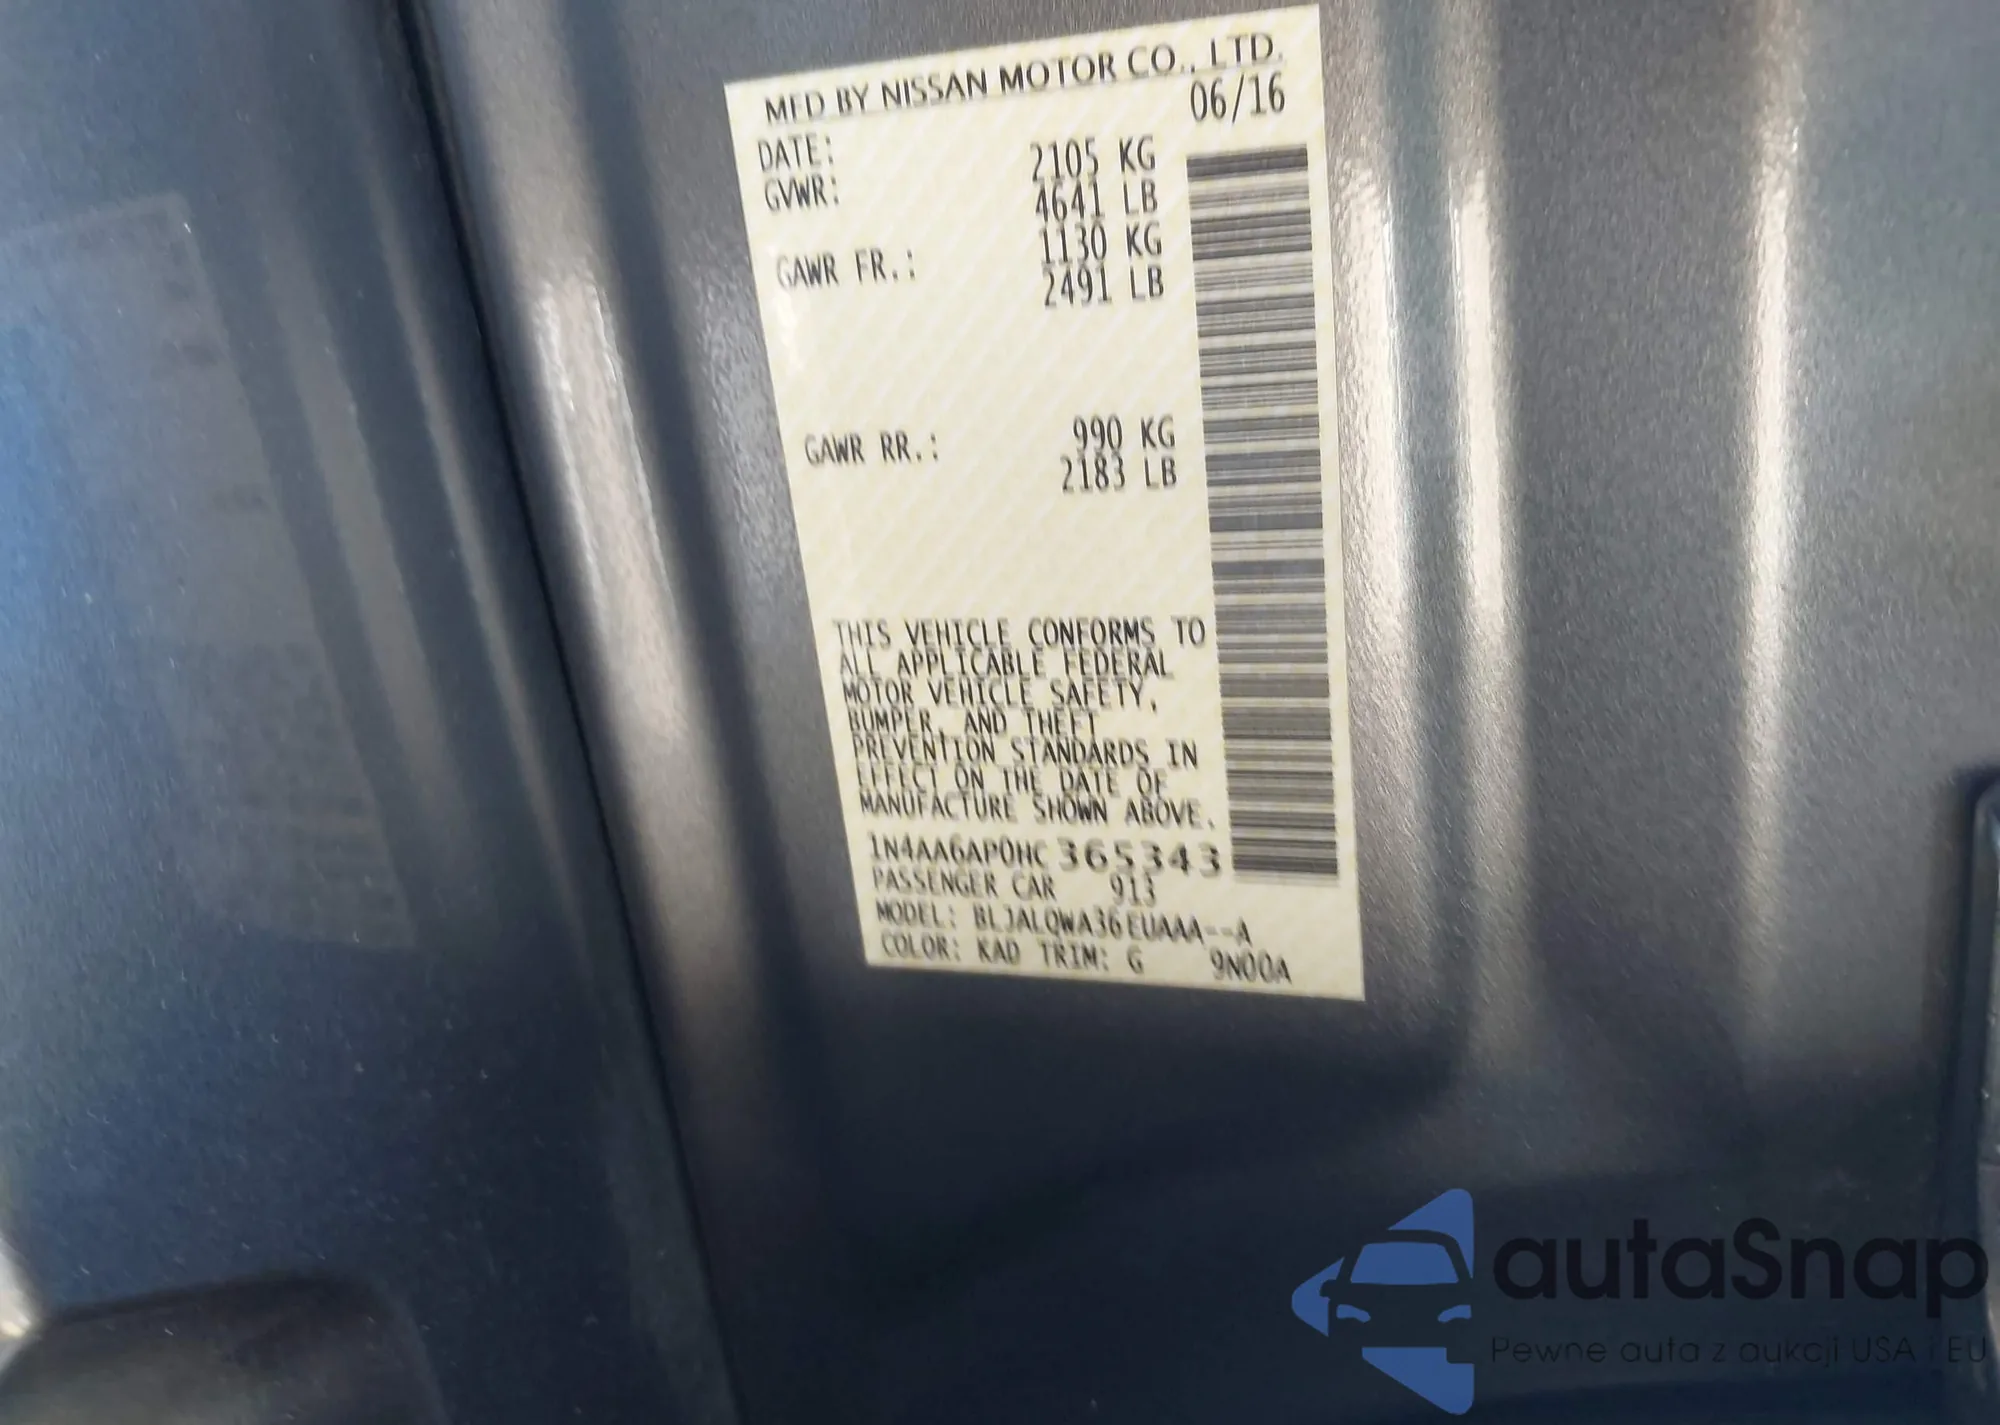 MFD BY NISSAN MOTOR CO., LTD.
DATE: 06/16
GVWR: 2105 KG
4641 LB
GAWR FR.: 1130 KG
2491 LB
GAWR RR.: 990 KG
2183 LB
THIS VEHICLE CONFORMS TO
ALL APPLICABLE FEDERAL
MOTOR VEHICLE SAFETY,
BUMPER, AND THEFT
PREVENTION STANDARDS IN
EFFECT ON THE DATE OF
MANUFACTURE SHOWN ABOVE.
1N4AA6AP0HC365343
PASSENGER CAR 913
MODEL: BLJALQWA36EUAAA--A
COLOR: KAD TRIM: G 9N00A
autaSnap
Pewne auta z aukcji USA i EU